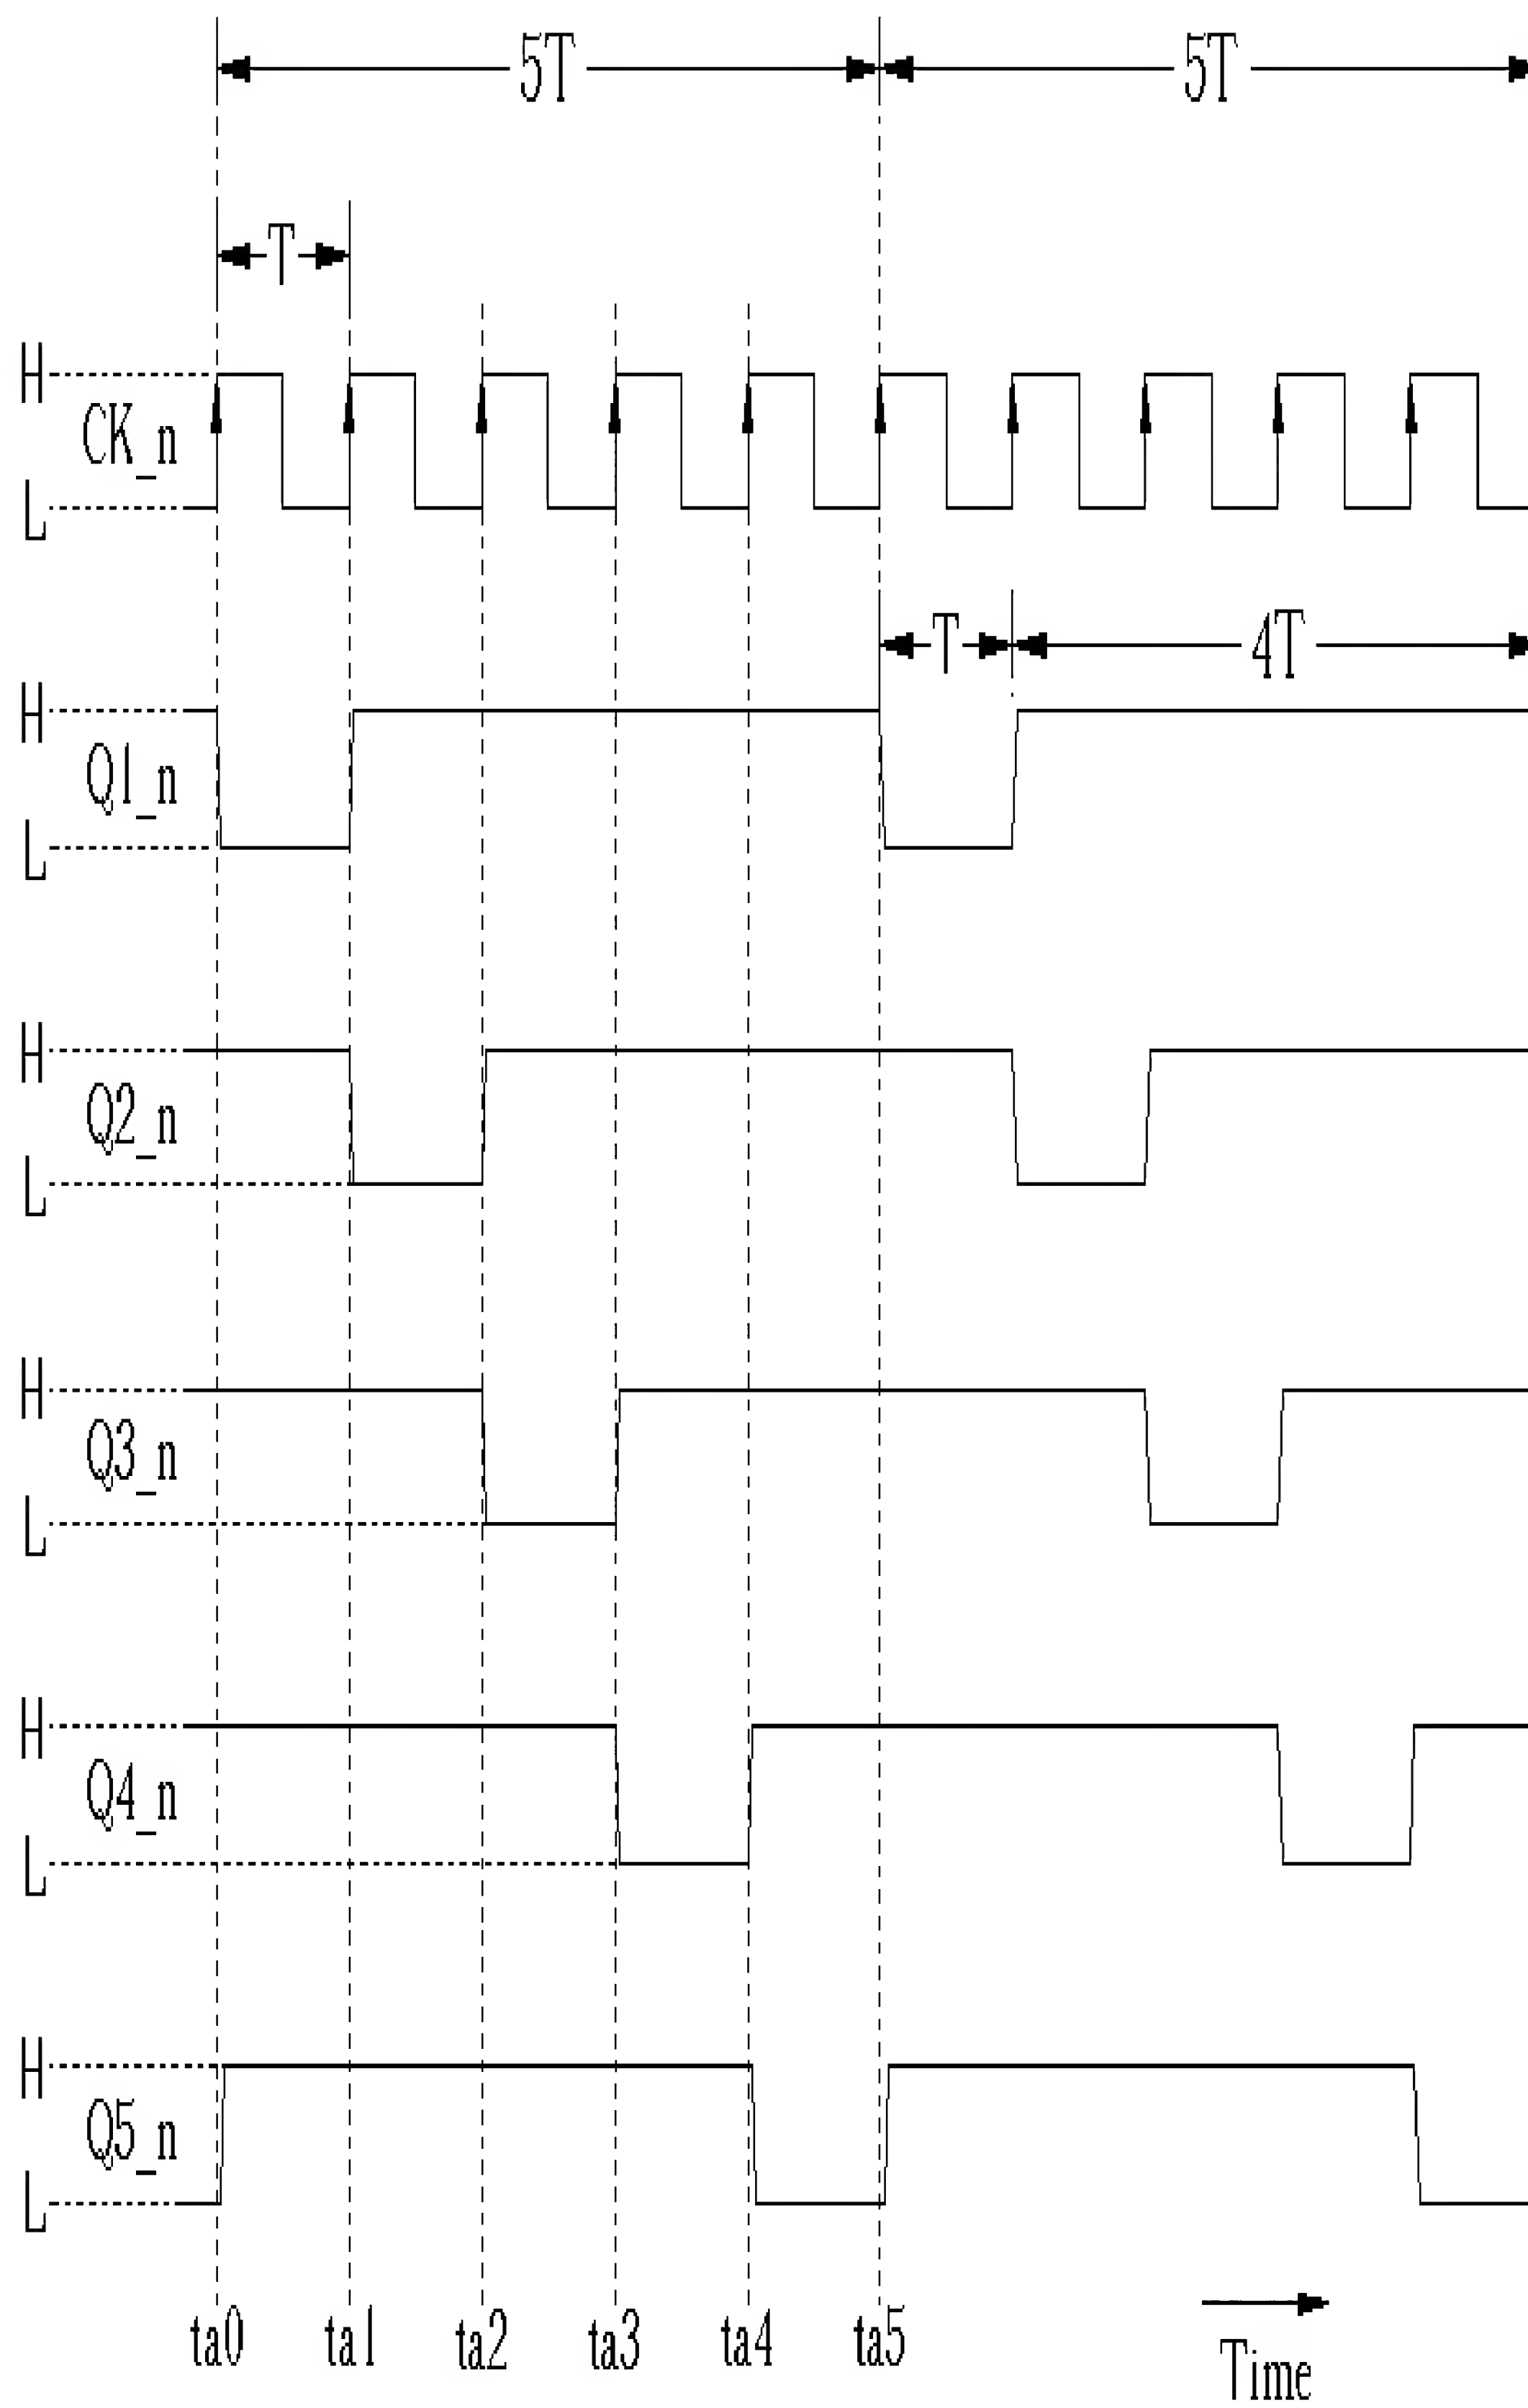 5T 5T
T
H
CK_n
L
T 4T
H
Q1_n
L
H
Q2_n
L
H
Q3_n
L
H
Q4_n
L
H
Q5_n
L
ta0 ta1 ta2 ta3 ta4 ta5
Time